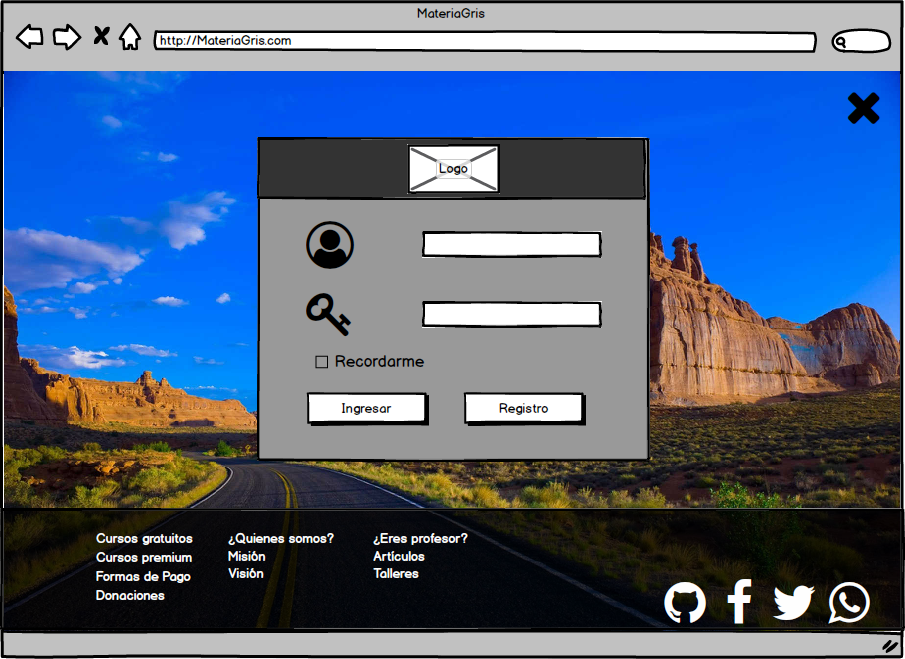 MateriaGris
http://MateriaGris.com
Logo
Recordarme
Ingresar
Registro
Cursos gratuitos
Cursos premium
Formas de Pago
Donaciones
¿Quienes somos?
Misión
Visión
¿Eres profesor?
Artículos
Talleres